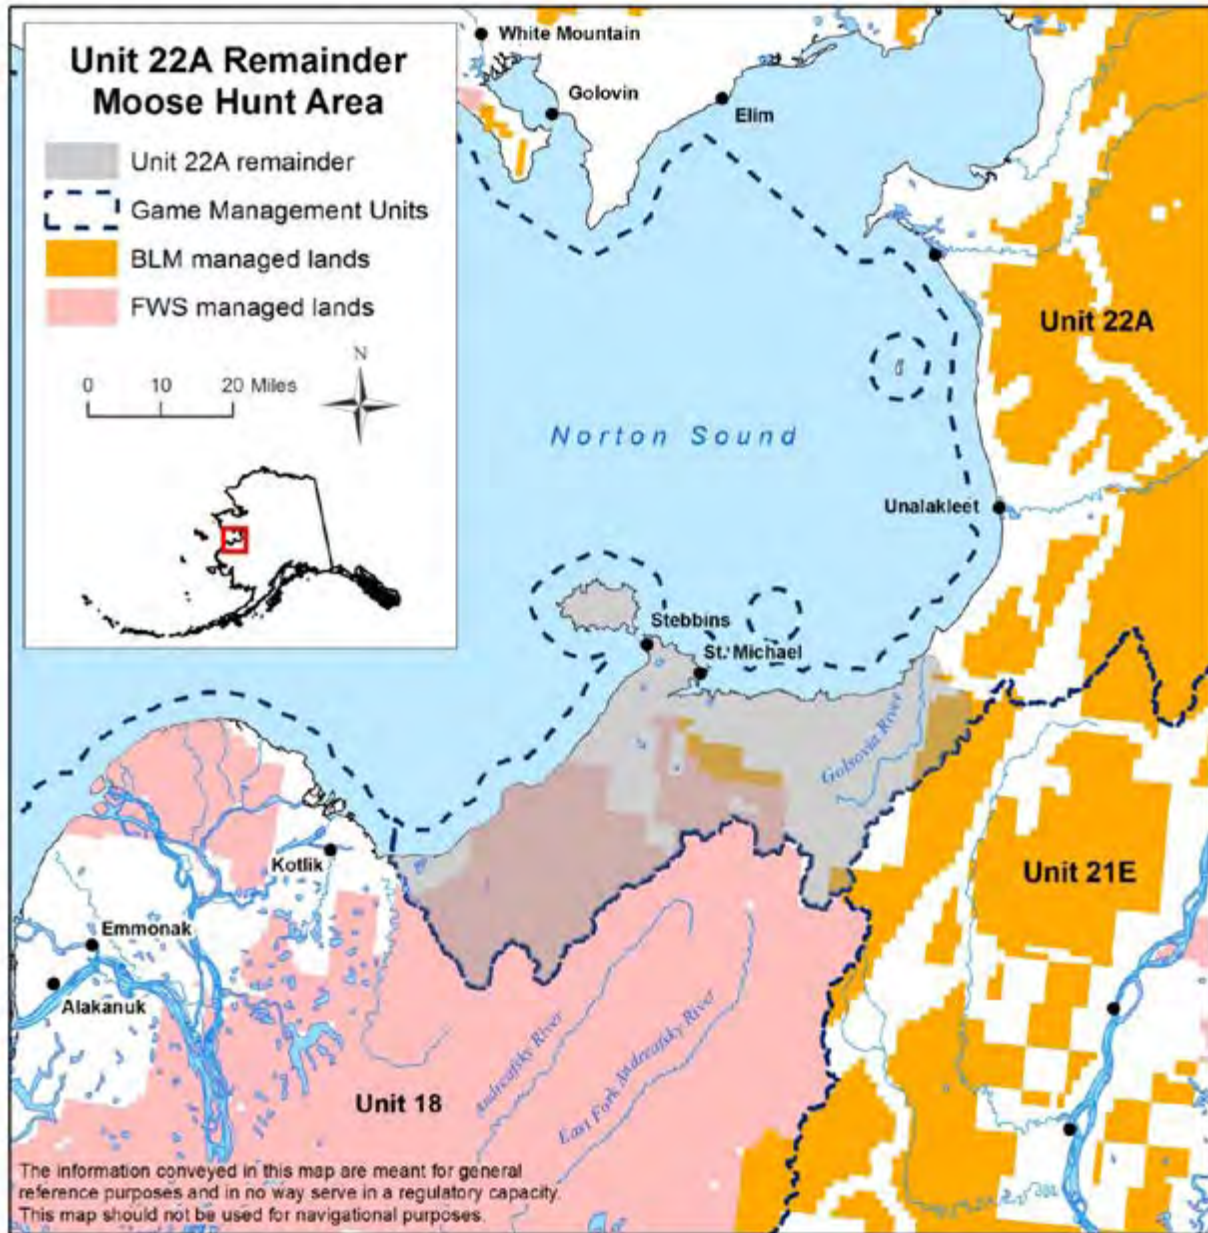 Unit 22A Remainder
Moose Hunt Area
Unit 22A remainder
Game Management Units
BLM managed lands
FWS managed lands
N
0 10 20 Miles
White Mountain
Golovin
Elim
Unit 22A
Norton Sound
Unalakleet
Stebbins
St. Michael
Golsovia River
Kotlik
Unit 21E
Emmonak
Alakanuk
Andreafsky River
East Fork Andreafsky River
Unit 18
The information conveyed in this map are meant for general
reference purposes and in no way serve in a regulatory capacity.
This map should not be used for navigational purposes.